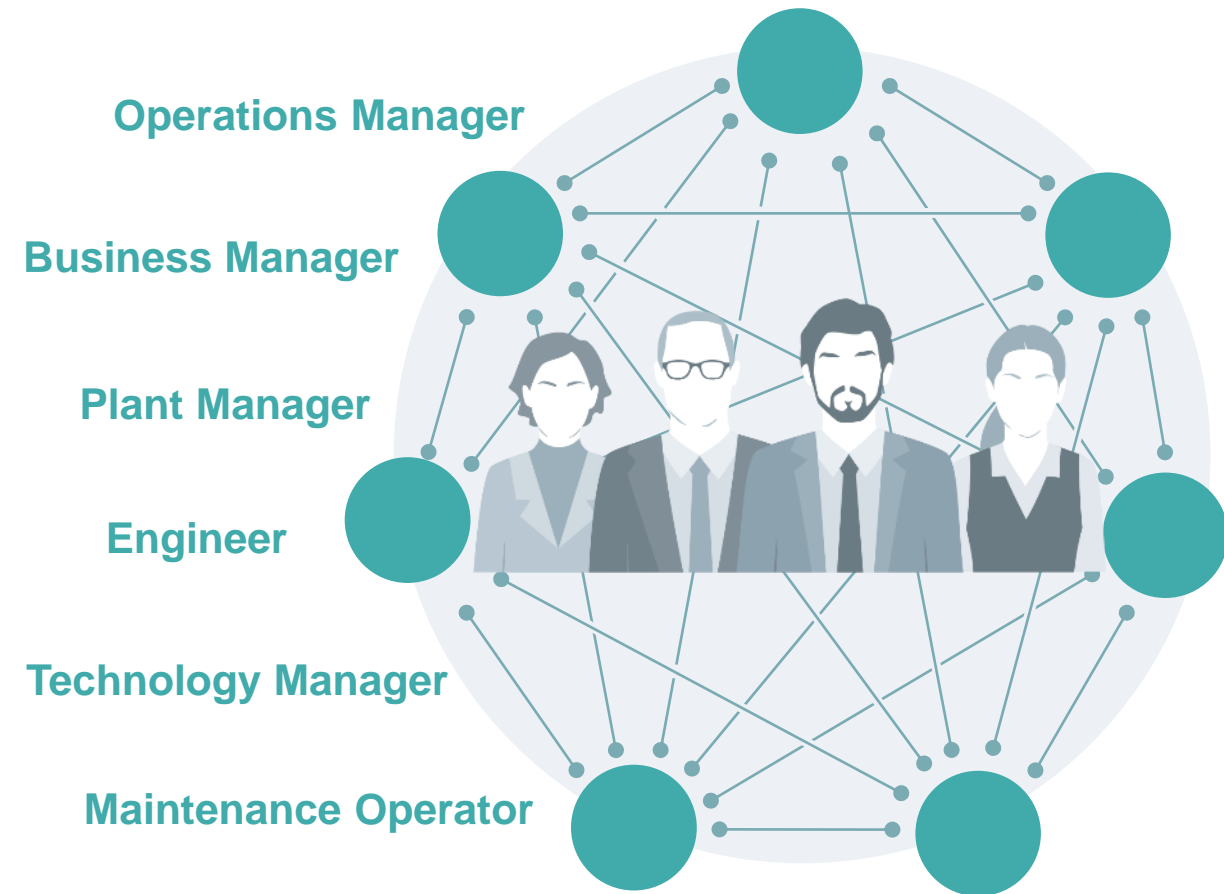 Operations Manager
Business Manager
Plant Manager
Engineer
Technology Manager
Maintenance Operator